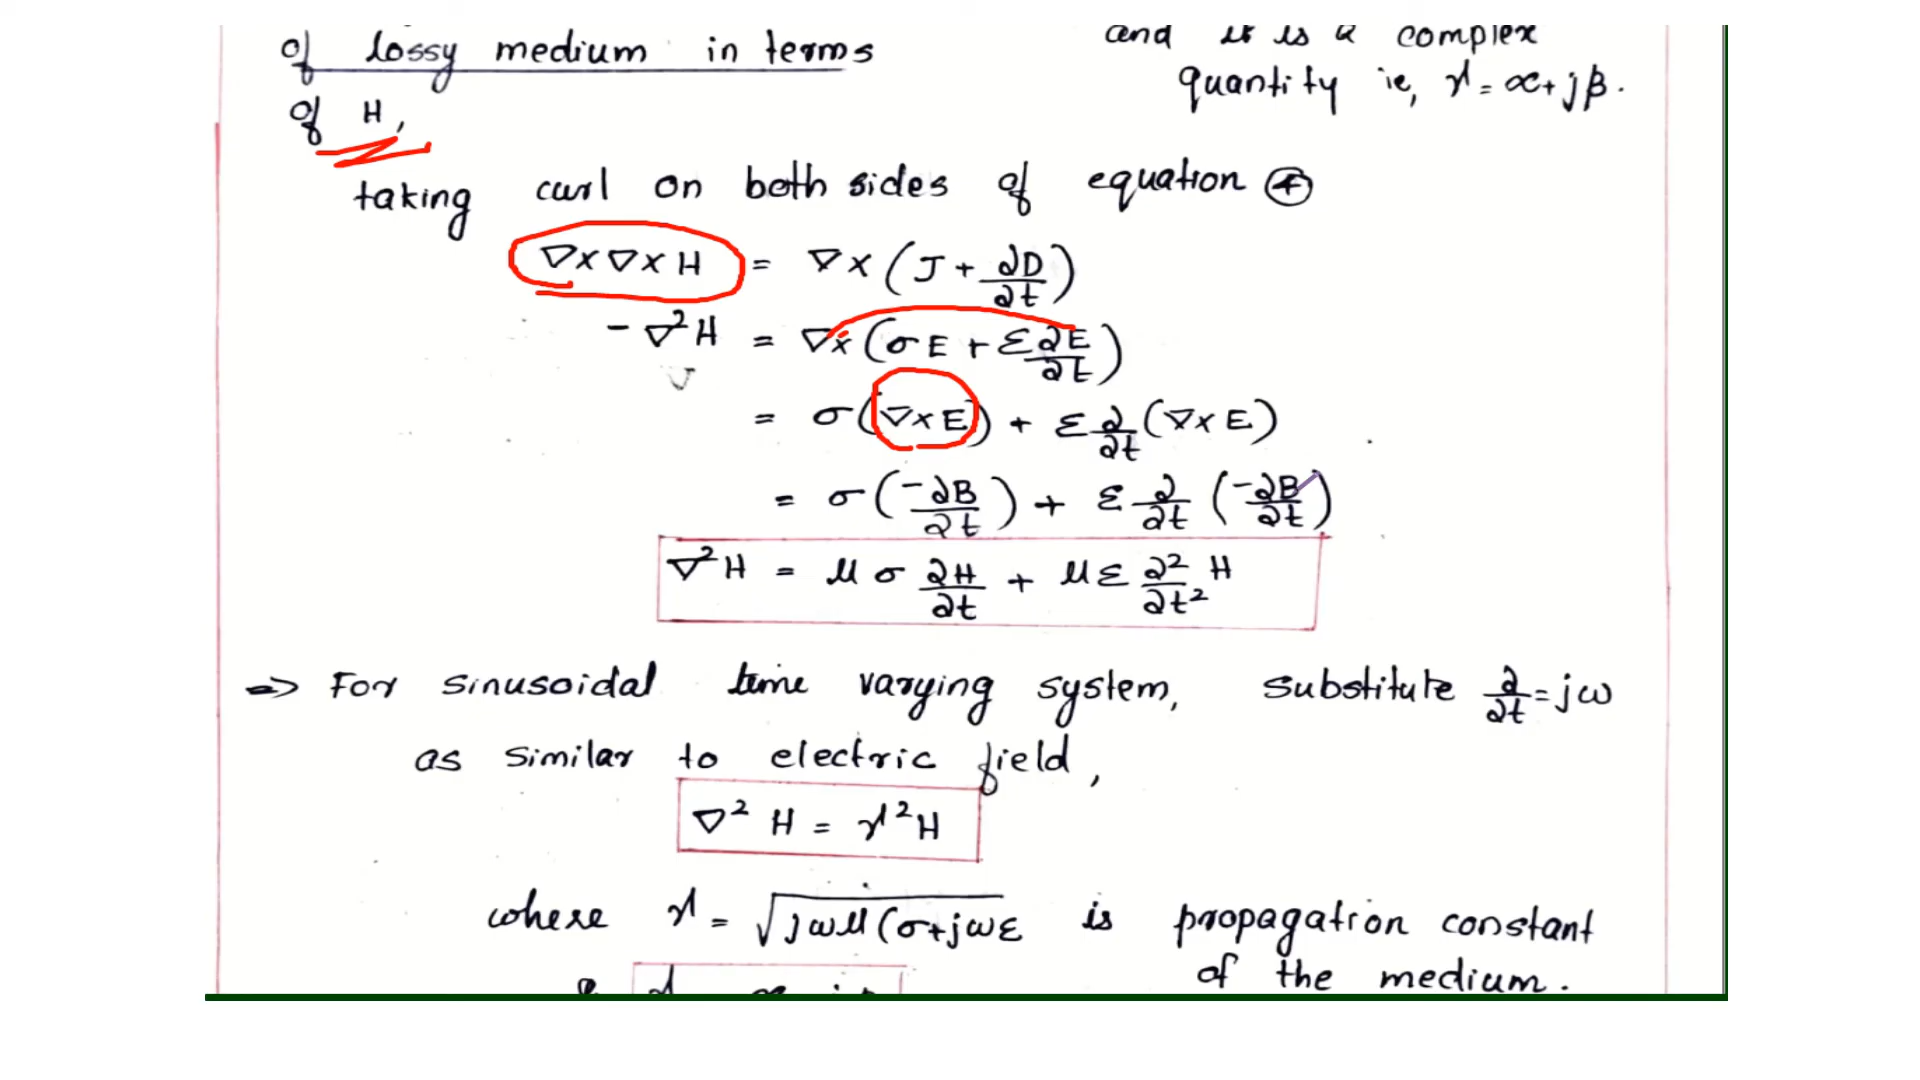 of lossy medium in terms
of H,
and it is a complex
quantity ie, γ = α + jβ.
taking curl on both sides of equation ④
∇×∇×H = ∇×(J + ∂D/∂t)
-∇²H = ∇×(σE + ε∂E/∂t)
= σ(∇×E) + ε∂/∂t(∇×E)
= σ(-∂B/∂t) + ε ∂/∂t (-∂B/∂t)
∇²H = μσ ∂H/∂t + με ∂²/∂t² H
=> For sinusoidal time varying system, substitute ∂/∂t = jω
as similar to electric field,
∇² H = γ²H
where γ = √jωμ(σ+jωε is propagation constant
of the medium.